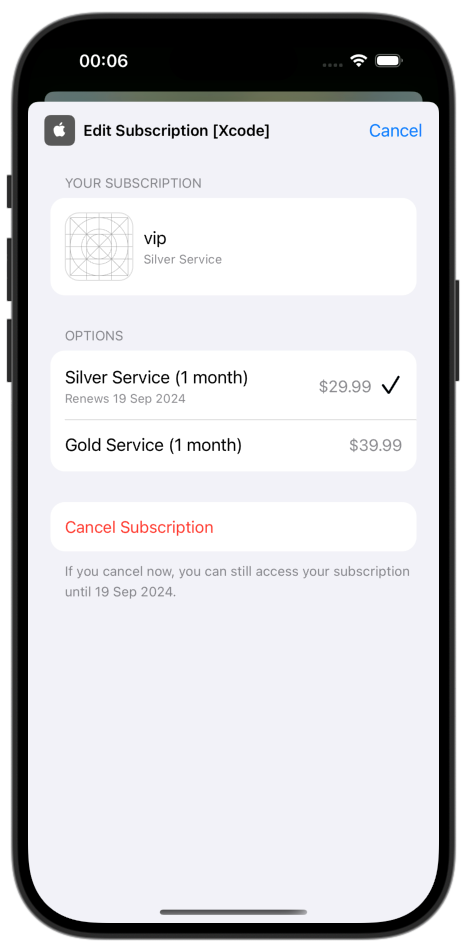 00:06
Edit Subscription [Xcode]
Cancel
YOUR SUBSCRIPTION
vip
Silver Service
OPTIONS
Silver Service (1 month)
$29.99
Renews 19 Sep 2024
Gold Service (1 month)
$39.99
Cancel Subscription
If you cancel now, you can still access your subscription
until 19 Sep 2024.